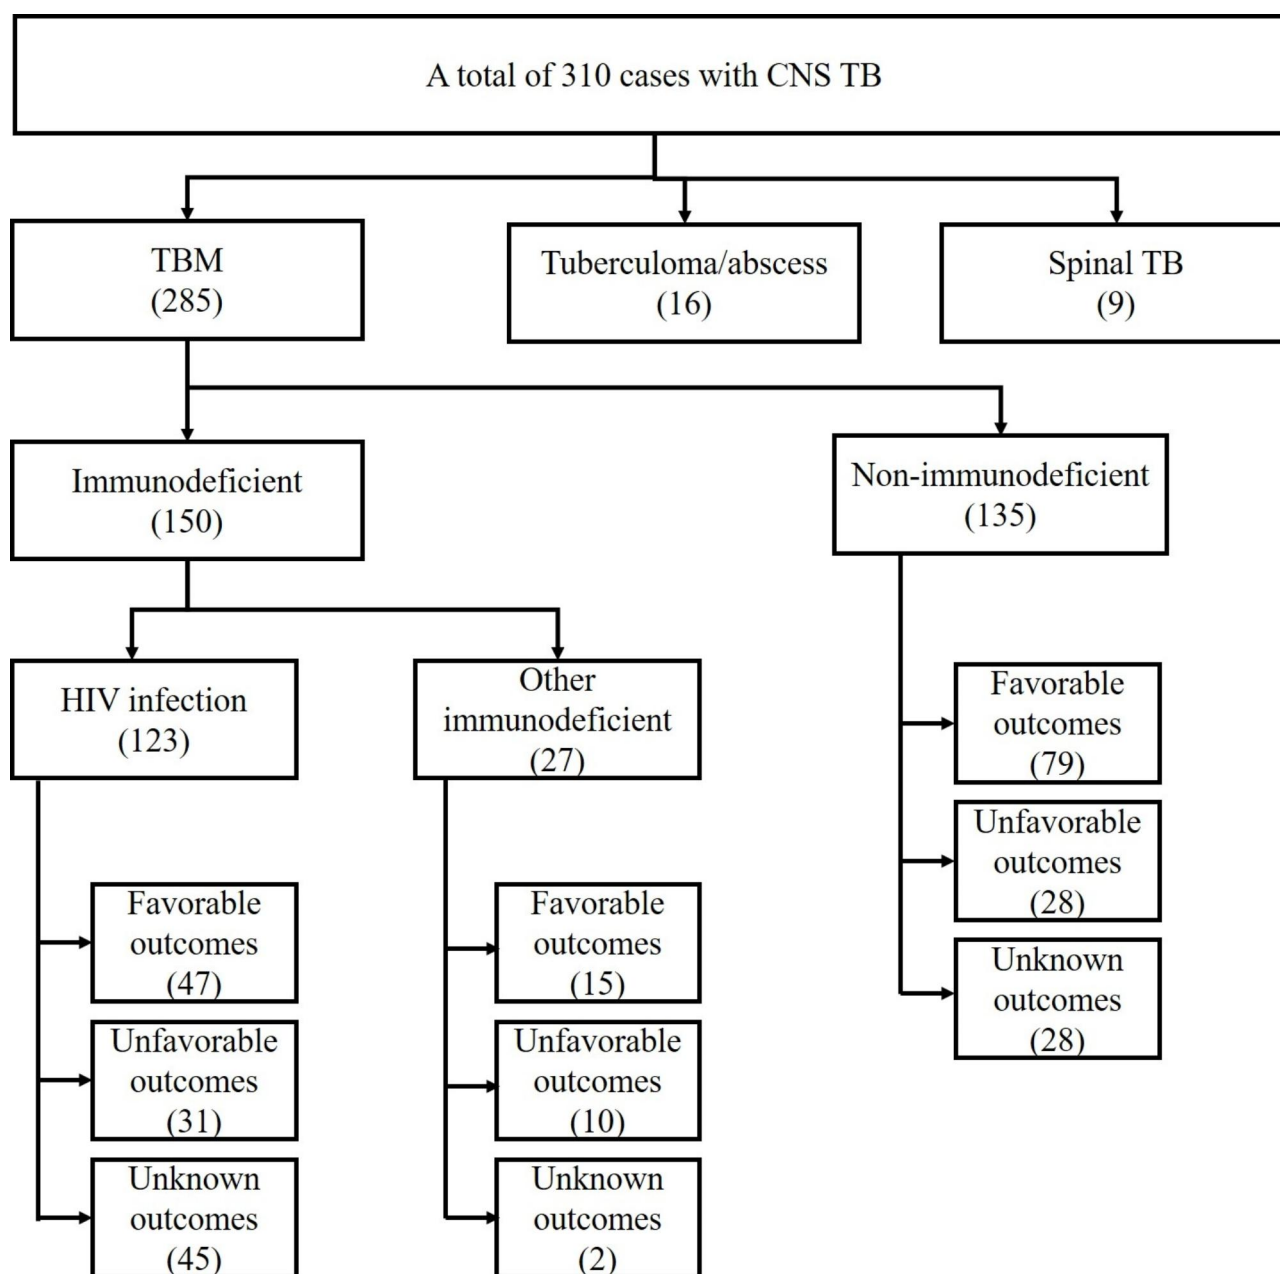 A total of 310 cases with CNS TB
TBM
(285)
Tuberculoma/abscess
(16)
Spinal TB
(9)
Immunodeficient
(150)
Non-immunodeficient
(135)
HIV infection
(123)
Other
immunodeficient
(27)
Favorable
outcomes
(79)
Unfavorable
outcomes
(28)
Unknown
outcomes
(28)
Favorable
outcomes
(47)
Unfavorable
outcomes
(31)
Unknown
outcomes
(45)
Favorable
outcomes
(15)
Unfavorable
outcomes
(10)
Unknown
outcomes
(2)